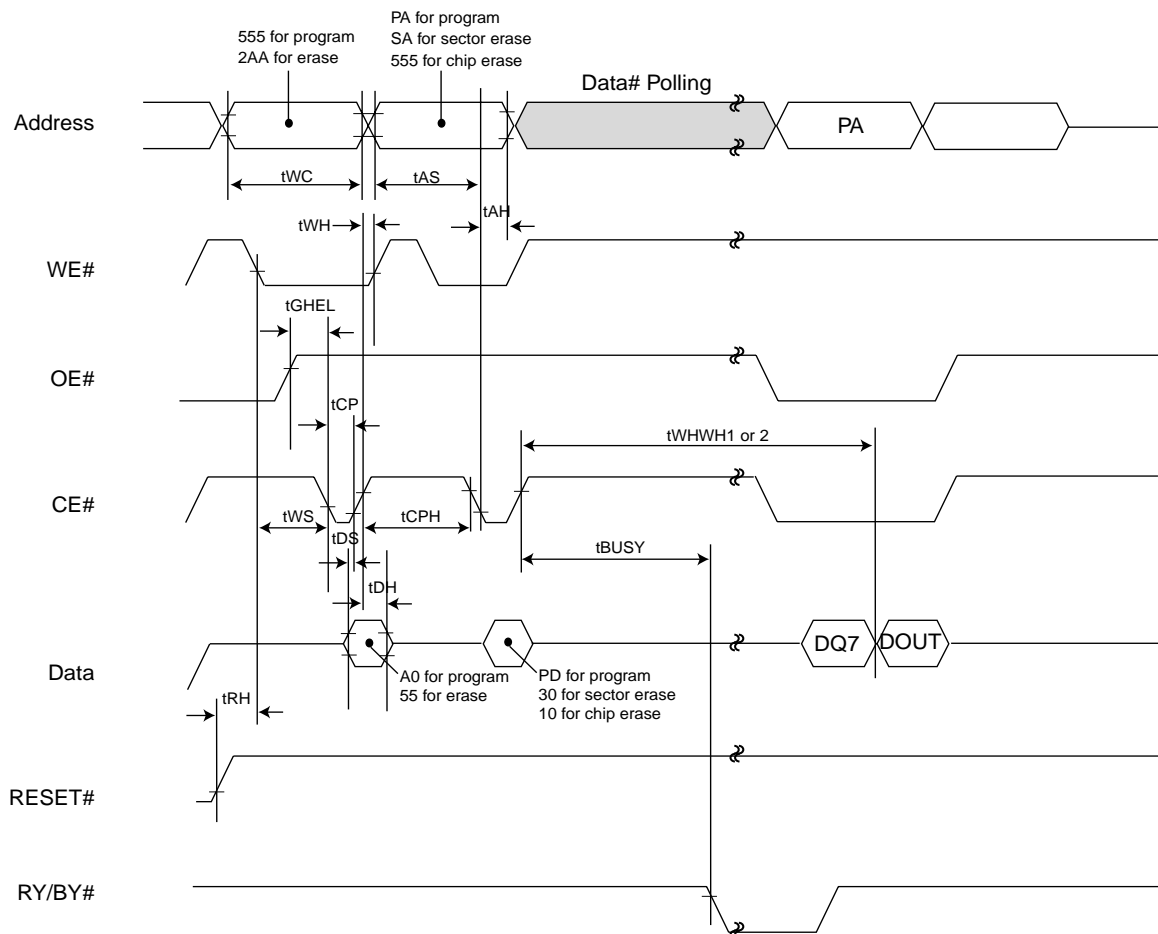 555 for program
2AA for erase
PA for program
SA for sector erase
555 for chip erase
Data# Polling
Address
PA
tWC
tAS
tAH
tWH
WE#
tGHEL
OE#
tCP
tWHWH1 or 2
CE#
tWS
tCPH
tDS
tBUSY
tDH
Data
DQ7
DOUT
A0 for program
55 for erase
PD for program
30 for sector erase
10 for chip erase
tRH
RESET#
RY/BY#